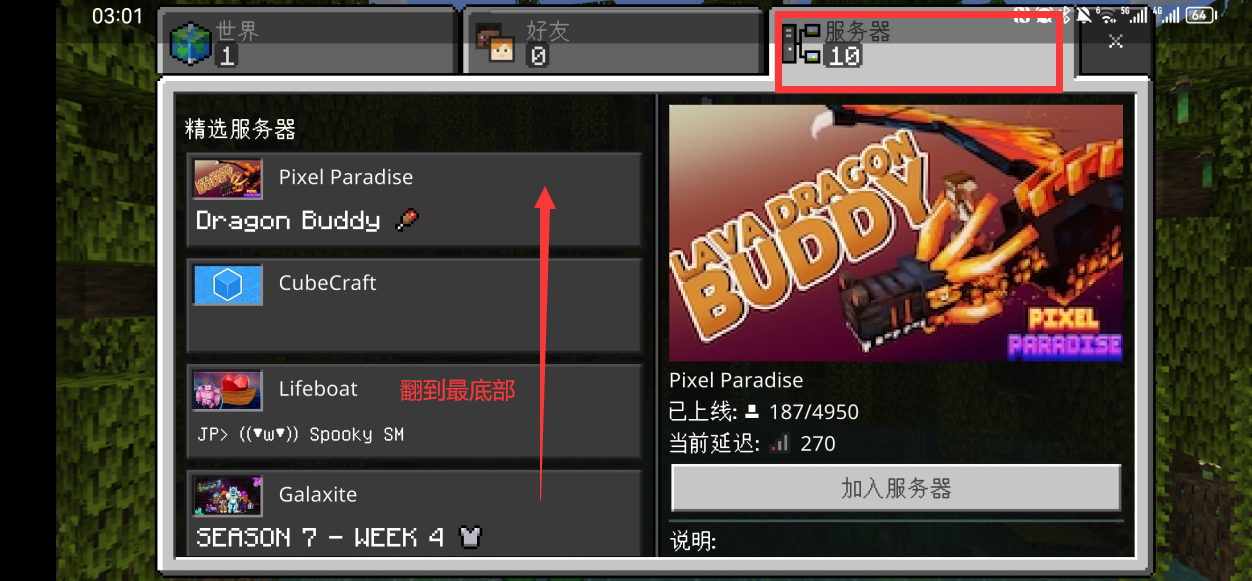 03:01
6 5G 4G 64
世界
1
好友
0
服务器
10
精选服务器
Pixel Paradise
Dragon Buddy
CubeCraft
Lifeboat
翻到最底部
JP> ((▼ω▼)) Spooky SM
Galaxite
SEASON 7 - WEEK 4
LAVA DRAGON
BUDDY
PIXEL
PARADISE
Pixel Paradise
已上线: 187/4950
当前延迟: 270
加入服务器
说明: